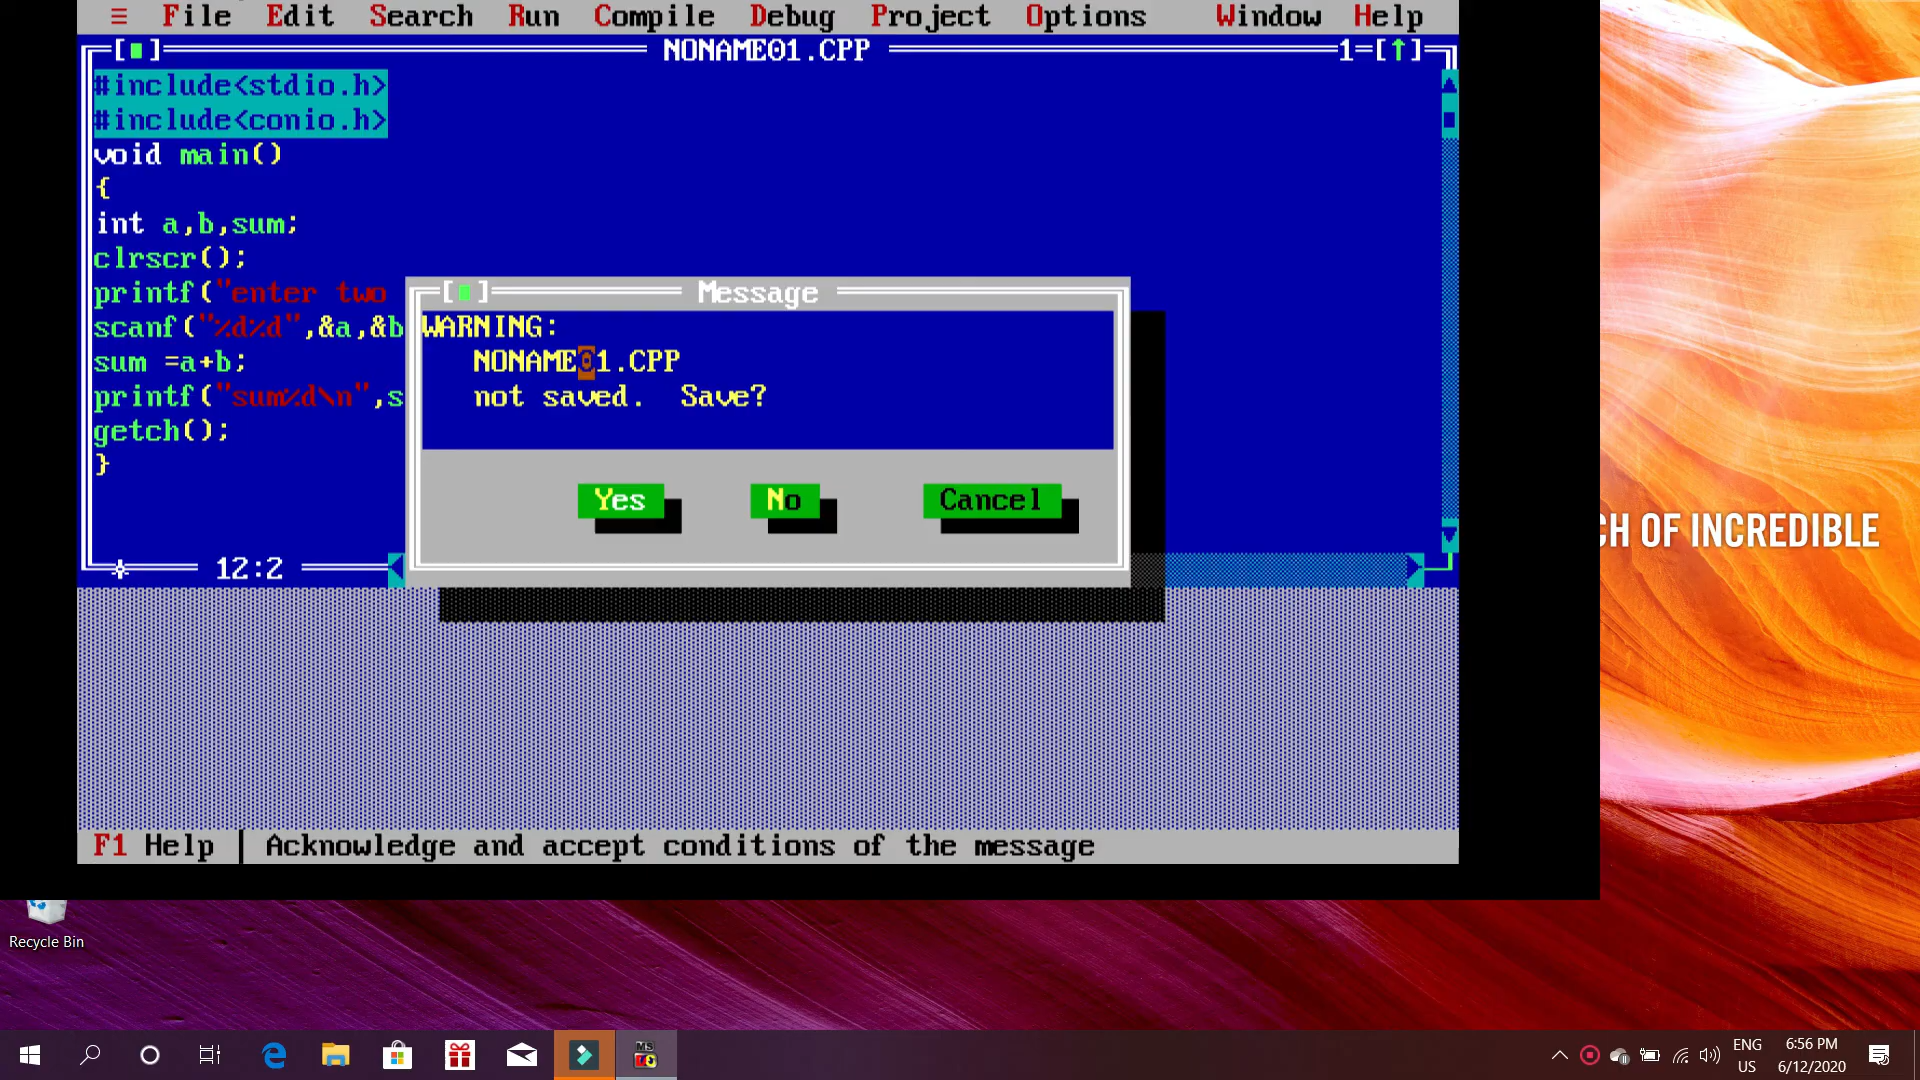 ≡ File Edit Search Run Compile Debug Project Options Window Help
[■] NONAME01.CPP 1=[↑]
#include<stdio.h>
#include<conio.h>
void main()
{
int a,b,sum;
clrscr();
printf("enter two
scanf("%d%d",&a,&b
sum =a+b;
printf("sum%d\n",s
getch();
}
12:2
[■] Message
WARNING:
NONAME01.CPP
not saved. Save?
Yes No Cancel
F1 Help | Acknowledge and accept conditions of the message
CH OF INCREDIBLE
Recycle Bin
MS
ENG
US
6:56 PM
6/12/2020